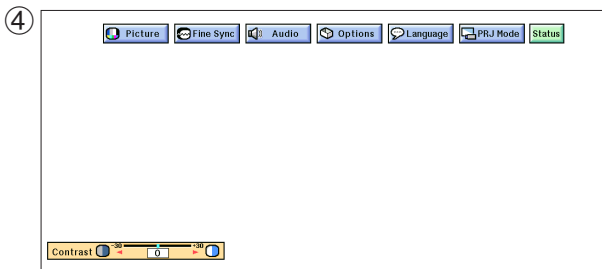 ④
Picture Fine Sync Audio Options Language PRJ Mode Status
Contrast -30 0 +30